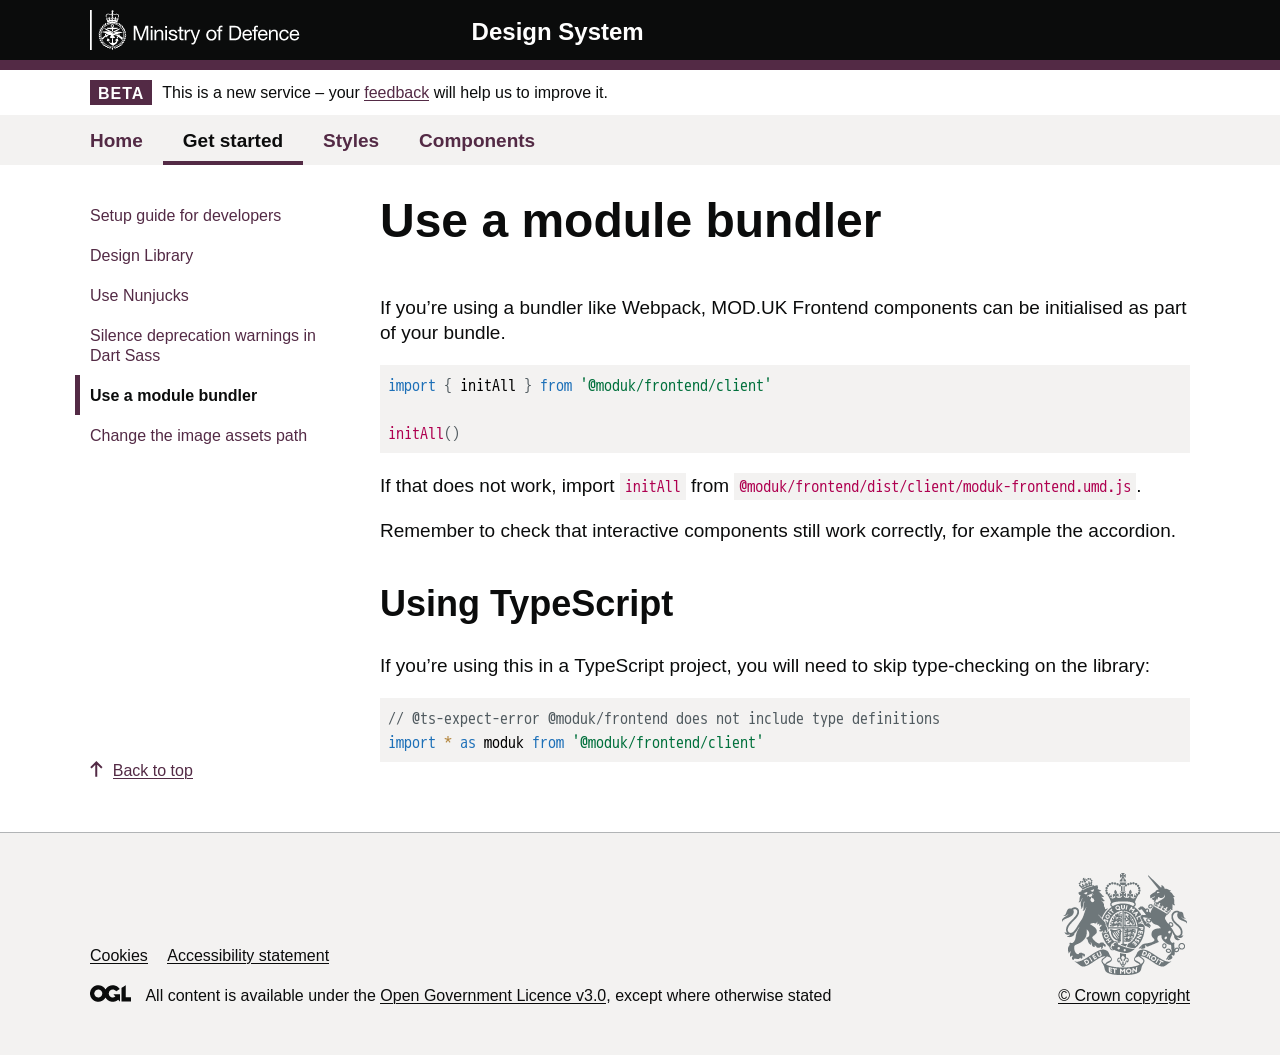 Ministry of Defence
Design System
BETA This is a new service – your feedback will help us to improve it.
Home Get started Styles Components
Setup guide for developers
Design Library
Use Nunjucks
Silence deprecation warnings in
Dart Sass
Use a module bundler
Change the image assets path
Use a module bundler
If you’re using a bundler like Webpack, MOD.UK Frontend components can be initialised as part
of your bundle.
import { initAll } from '@moduk/frontend/client'
initAll()
If that does not work, import initAll from @moduk/frontend/dist/client/moduk-frontend.umd.js.
Remember to check that interactive components still work correctly, for example the accordion.
Using TypeScript
If you’re using this in a TypeScript project, you will need to skip type-checking on the library:
// @ts-expect-error @moduk/frontend does not include type definitions
import * as moduk from '@moduk/frontend/client'
Back to top
Cookies Accessibility statement
OGL All content is available under the Open Government Licence v3.0, except where otherwise stated
DIEU ET MON DROIT
© Crown copyright